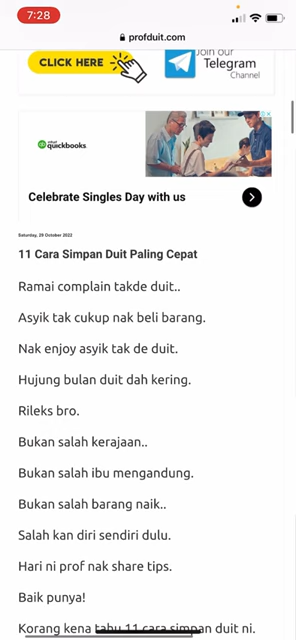 7:28
profduit.com
CLICK HERE
Join our
Telegram
Channel
intuit
quickbooks
Celebrate Singles Day with us
Saturday, 29 October 2022
11 Cara Simpan Duit Paling Cepat
Ramai complain takde duit..
Asyik tak cukup nak beli barang.
Nak enjoy asyik tak de duit.
Hujung bulan duit dah kering.
Rileks bro.
Bukan salah kerajaan..
Bukan salah ibu mengandung.
Bukan salah barang naik..
Salah kan diri sendiri dulu.
Hari ni prof nak share tips.
Baik punya!
Korang kena tahu 11 cara simpan duit ni.